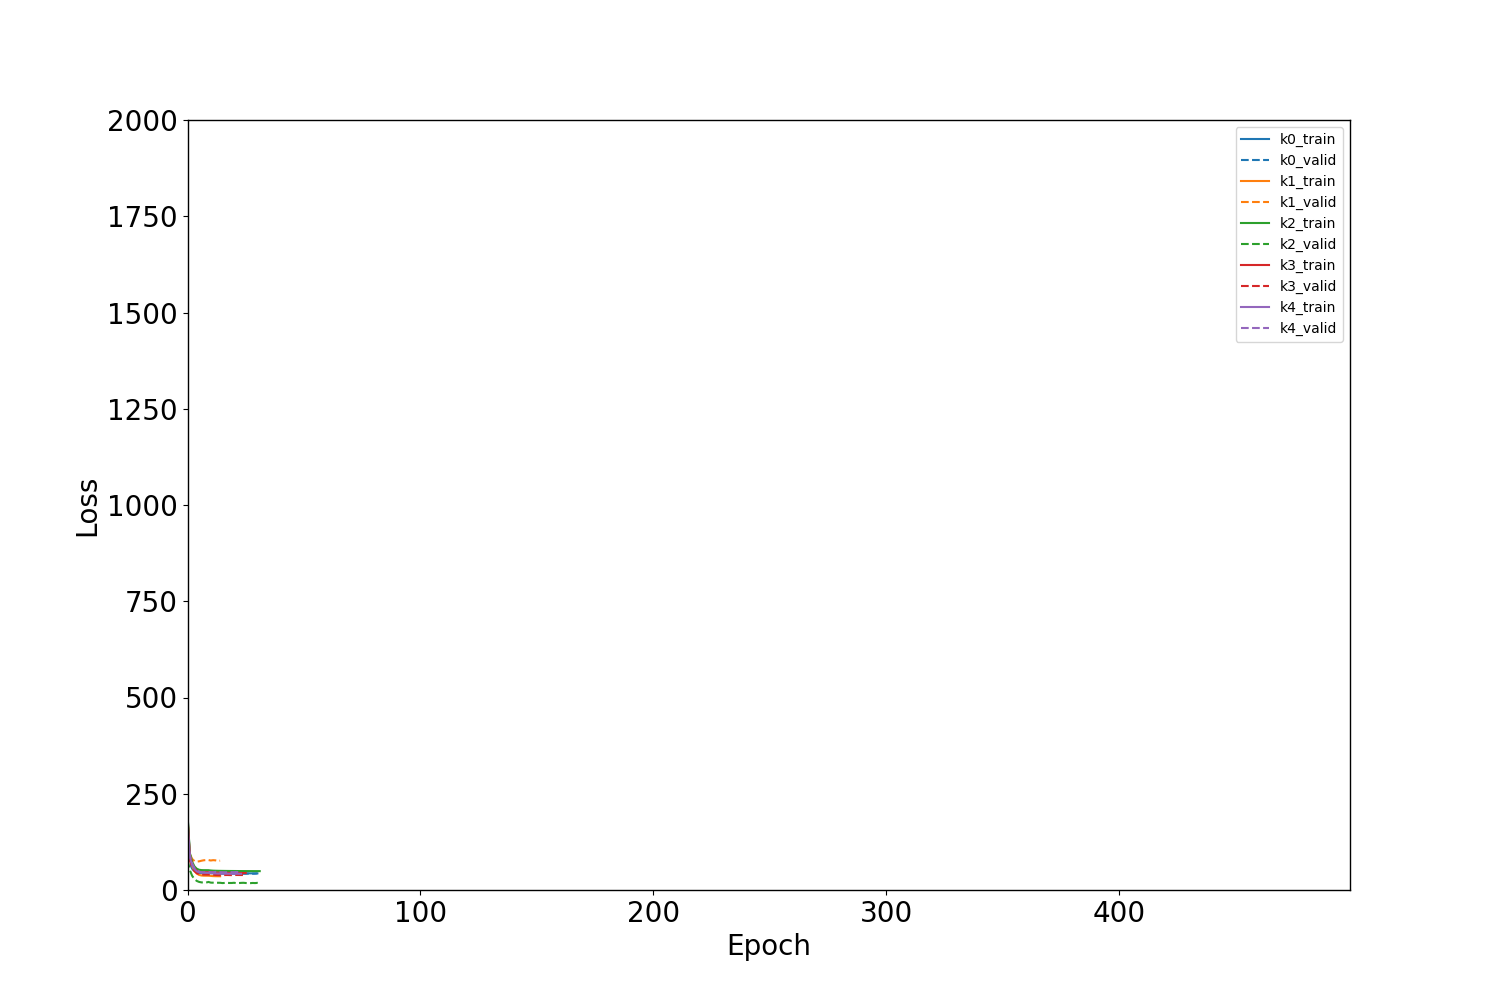 2000
1750
1500
1250
1000
750
500
250
0
Loss
0 100 200 300 400
Epoch
k0_train
k0_valid
k1_train
k1_valid
k2_train
k2_valid
k3_train
k3_valid
k4_train
k4_valid